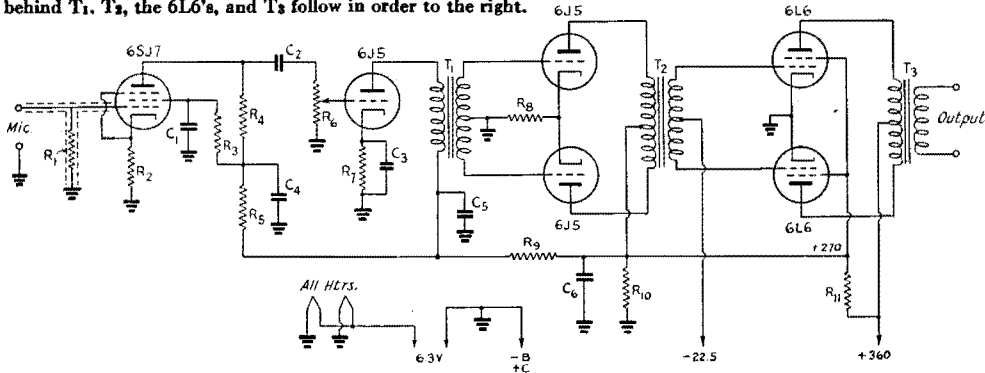 behind T₁. T₂, the 6L6's, and T₃ follow in order to the right.
6SJ7
C₂
6J5
6J5
6L6
T₁
T₂
T₃
Mic.
R₁
R₂
C₁
R₃
R₄
R₆
R₇
C₃
R₈
Output
C₄
R₅
C₅
6J5
6L6
R₉
+270
C₆
R₁₀
R₁₁
All Htrs.
6.3V
-B
+C
-22.5
+360